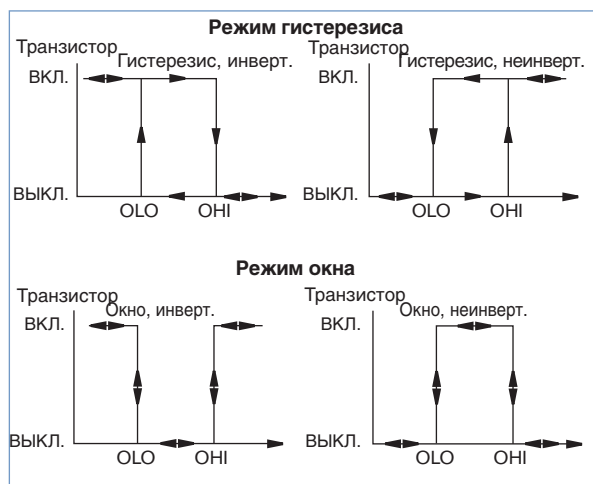 Режим гистерезиса
Транзистор
Гистерезис, инверт.
ВКЛ.
ВЫКЛ.
OLO OHI
Гистерезис, неинверт.
Транзистор
ВКЛ.
ВЫКЛ.
OLO OHI
Режим окна
Транзистор
Окно, инверт.
ВКЛ.
ВЫКЛ.
OLO OHI
Транзистор
Окно, неинверт.
ВКЛ.
ВЫКЛ.
OLO OHI